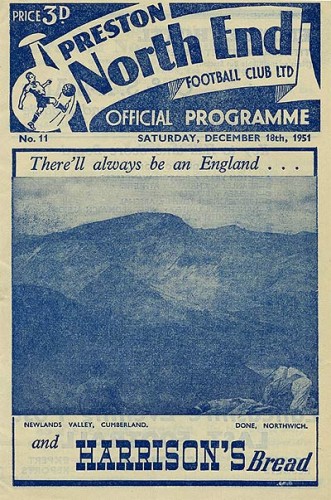 PRICE 3D
PRESTON
North End
FOOTBALL CLUB LTD
OFFICIAL PROGRAMME
No. 11 SATURDAY, DECEMBER 18th, 1951
There'll always be an England . . .
NEWLANDS VALLEY, CUMBERLAND. DONE, NORTHWICH.
and HARRISON'S Bread